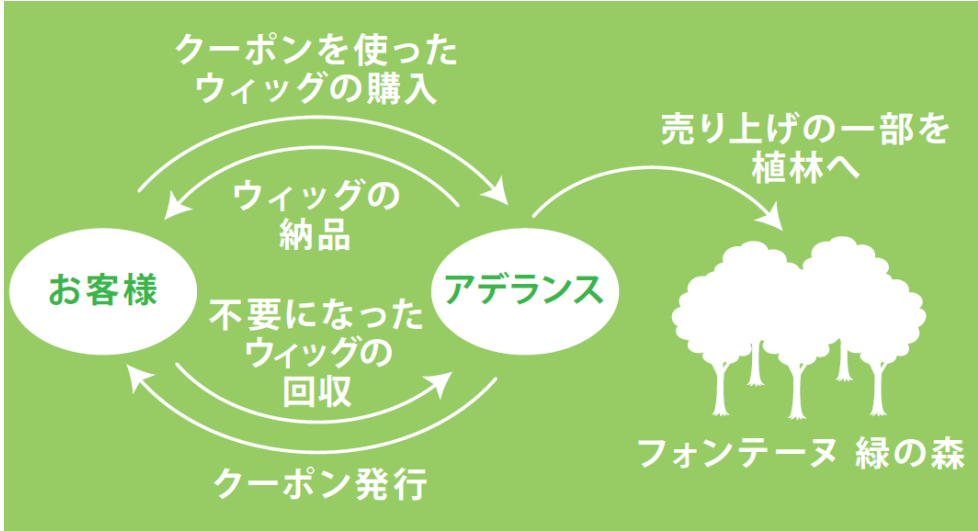 クーポンを使った
ウィッグの購入
売り上げの一部を
植林へ
ウィッグの
納品
お客様
アデランス
不要になった
ウィッグの
回収
クーポン発行
フォンテーヌ 緑の森